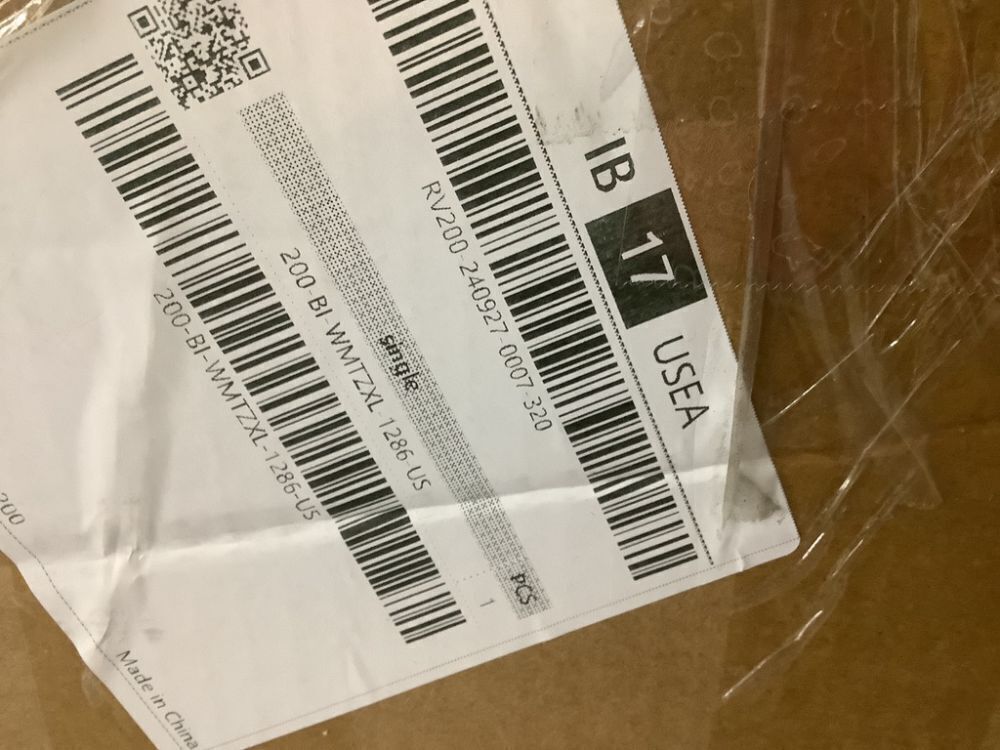 IB 17 USEA
RV200-240927-0007-320
single PCS
200-BI-WMTZXL-1286-US 1
200-BI-WMTZXL-1286-US
200
Made in China